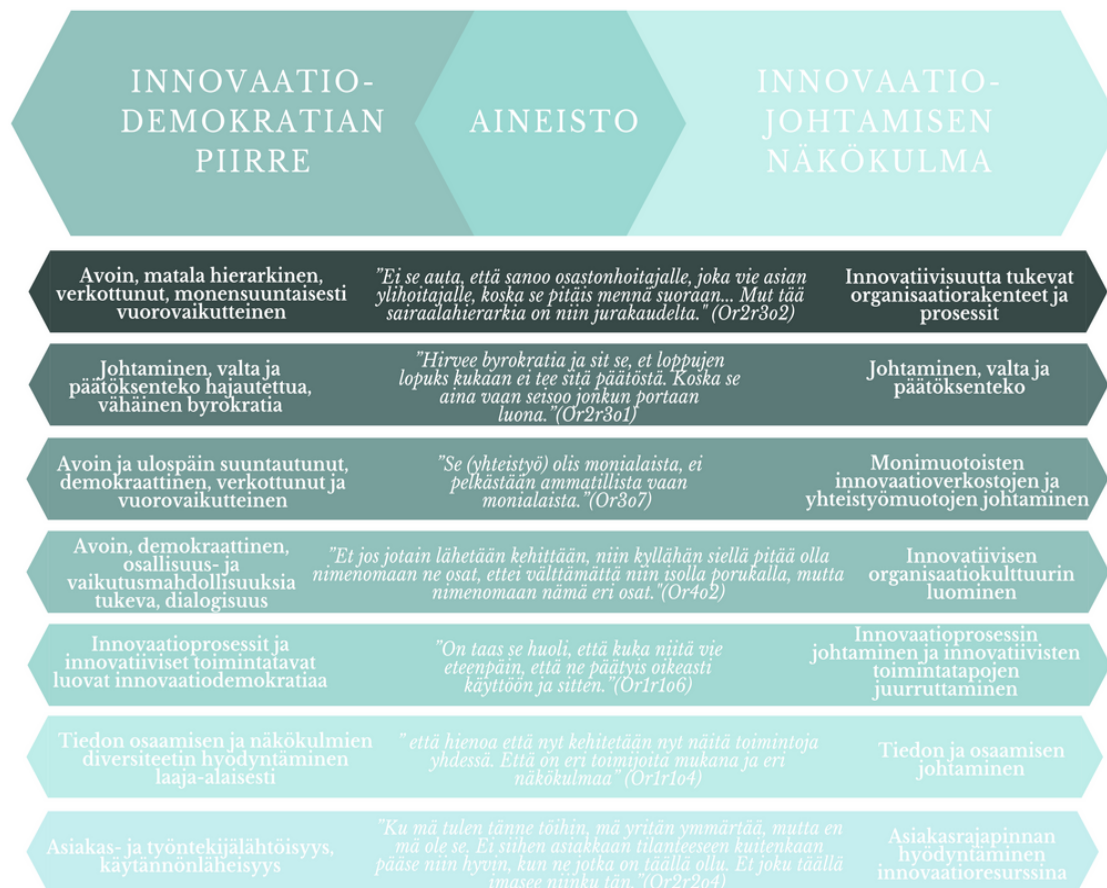 INNOVAATIO-
DEMOKRATIAN
PIIRRE
AINEISTO
INNOVAATIO-
JOHTAMISEN
NÄKÖKULMA
Avoin, matala hierarkinen,
verkottunut, monensuuntaisesti
vuorovaikutteinen
"Ei se auta, että sanoo osastonhoitajalle, joka vie asian
ylihoitajalle, koska se pitäis mennä suoraan... Mut tää
sairaalahierarkia on niin jurakaudelta." (Or2r3o2)
Innovatiivisuutta tukevat
organisaatiorakenteet ja
prosessit
Johtaminen, valta ja
päätöksenteko hajautettua,
vähäinen byrokratia
"Hirvee byrokratia ja sit se, et loppujen
lopuks kukaan ei tee sitä päätöstä. Koska se
aina vaan seisoo jonkun portaan
luona."(Or2r3o1)
Johtaminen, valta ja
päätöksenteko
Avoin ja ulospäin suuntautunut,
demokraattinen, verkottunut ja
vuorovaikutteinen
"Se (yhteistyö) olis monialaista, ei
pelkästään ammatillista vaan
monialaista."(Or3o7)
Monimuotoisten
innovaatioverkostojen ja
yhteistyömuotojen johtaminen
Avoin, demokraattinen,
osallisuus- ja
vaikutusmahdollisuuksia
tukeva, dialogisuus
"Et jos jotain lähetään kehittään, niin kyllähän siellä pitää olla
nimenomaan ne osat, ettei välttämättä niin isolla porukalla, mutta
nimenomaan nämä eri osat."(Or4o2)
Innovatiivisen
organisaatiokulttuurin
luominen
Innovaatioprosessit ja
innovatiiviset toimintatavat
luovat innovaatiodemokratiaa
"On taas se huoli, että kuka niitä vie
eteenpäin, että ne päätyis oikeasti
käyttöön ja sitten."(Or1r1o6)
Innovaatioprosessin
johtaminen ja innovatiivisten
toimintatapojen
juurruttaminen
Tiedon osaamisen ja näkökulmien
diversiteetin hyödyntäminen
laaja-alaisesti
" että hienoa että nyt kehitetään nyt näitä toimintoja
yhdessä. Että on eri toimijoita mukana ja eri
näkökulmaa" (Or1r1o4)
Tiedon ja osaamisen
johtaminen
Asiakas- ja työntekijälähtöisyys,
käytännönläheisyys
"Ku mä tulen tänne töihin, mä yritän ymmärtää, mutta en
mä ole se. Ei siihen asiakkaan tilanteeseen kuitenkaan
pääse niin hyvin, kun ne jotka on täällä ollu. Et joku täällä
imasee niinku tän."(Or2r2o4)
Asiakasrajapinnan
hyödyntäminen
innovaatioresurssina